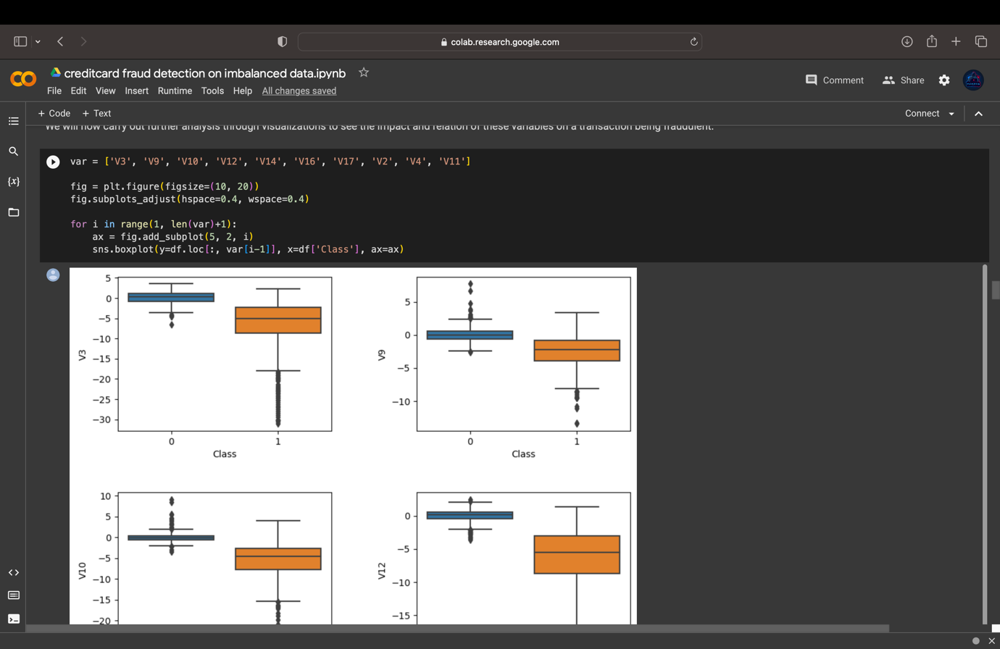 colab.research.google.com
creditcard fraud detection on imbalanced data.ipynb
Comment
Share
File Edit View Insert Runtime Tools Help All changes saved
+ Code + Text
Connect
We will now carry out further analysis through visualizations to see the impact and relation of these variables on a transaction being fraudulent.
{x}
var = ['V3', 'V9', 'V10', 'V12', 'V14', 'V16', 'V17', 'V2', 'V4', 'V11']
fig = plt.figure(figsize=(10, 20))
fig.subplots_adjust(hspace=0.4, wspace=0.4)
for i in range(1, len(var)+1):
    ax = fig.add_subplot(5, 2, i)
    sns.boxplot(y=df.loc[:, var[i-1]], x=df['Class'], ax=ax)
5
0
−5
−10
−15
−20
−25
−30
V3
0 1
Class
5
0
−5
−10
V9
0 1
Class
10
5
0
−5
−10
−15
−20
V10
0
−5
−10
−15
V12